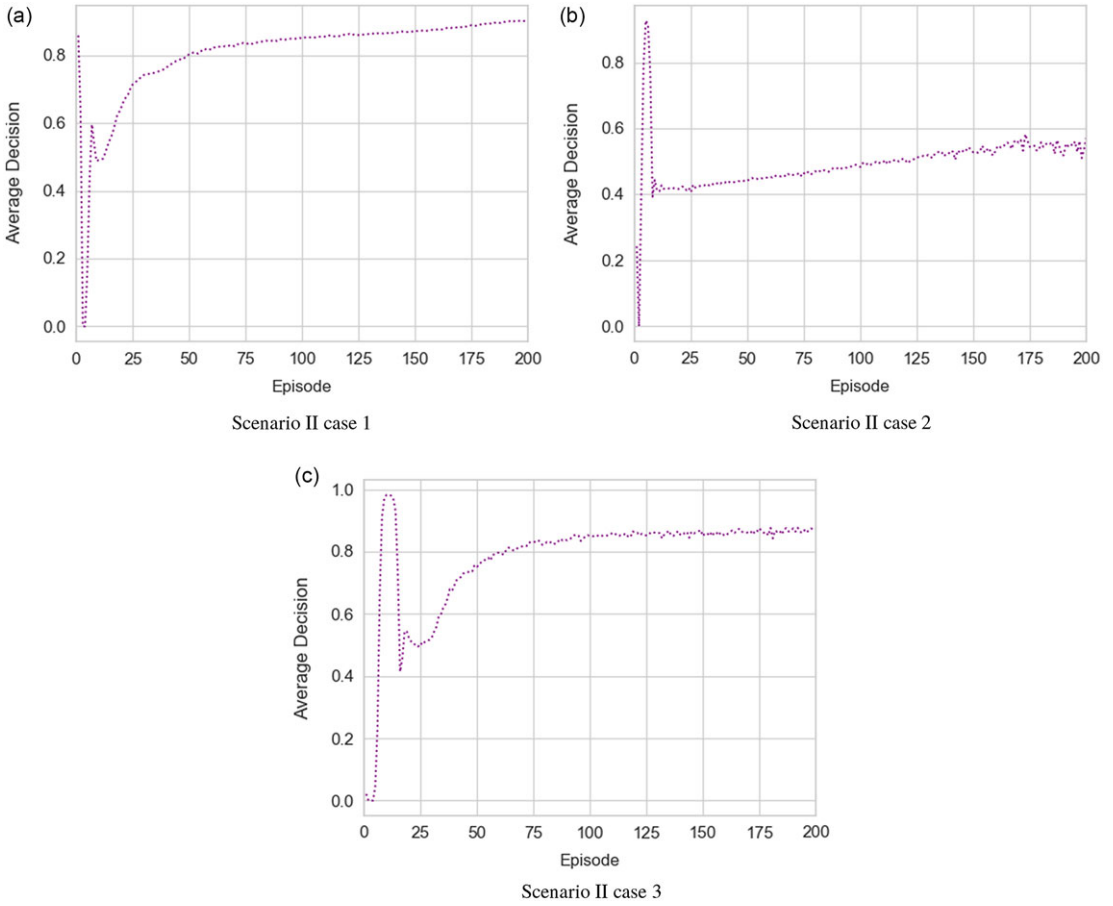 (a)
0.8
0.6
0.4
0.2
0.0
Average Decision
0 25 50 75 100 125 150 175 200
Episode
Scenario II case 1
(b)
0.8
0.6
0.4
0.2
0.0
Average Decision
0 25 50 75 100 125 150 175 200
Episode
Scenario II case 2
(c)
1.0
0.8
0.6
0.4
0.2
0.0
Average Decision
0 25 50 75 100 125 150 175 200
Episode
Scenario II case 3